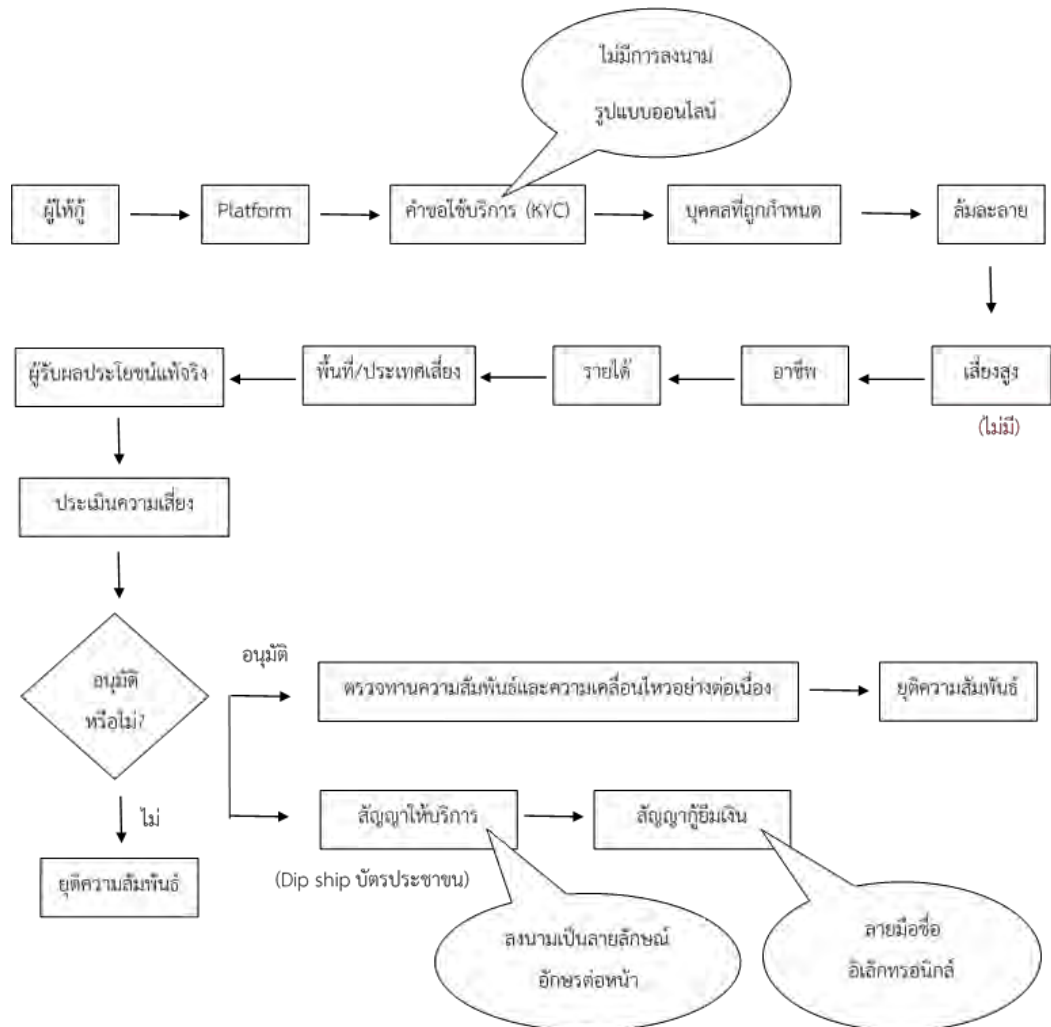 ไม่มีการลงนาม
รูปแบบออนไลน์
ผู้ให้กู้
Platform
คำขอใช้บริการ (KYC)
บุคคลที่ถูกกำหนด
ล้มละลาย
ผู้รับผลประโยชน์แท้จริง
พื้นที่/ประเทศเสี่ยง
รายได้
อาชีพ
เสี่ยงสูง
(ไม่มี)
ประเมินความเสี่ยง
อนุมัติ
หรือไม่?
อนุมัติ
ตรวจทานความสัมพันธ์และความเคลื่อนไหวอย่างต่อเนื่อง
ยุติความสัมพันธ์
ไม่
ยุติความสัมพันธ์
สัญญาให้บริการ
สัญญากู้ยืมเงิน
(Dip ship บัตรประชาชน)
ลงนามเป็นลายลักษณ์
อักษรต่อหน้า
ลายมือชื่อ
อิเล็กทรอนิกส์